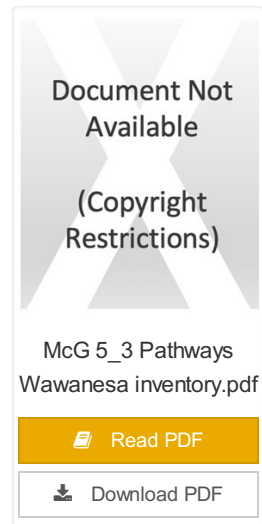 Document Not
Available
(Copyright
Restrictions)
McG 5_3 Pathways
Wawanesa inventory.pdf
Read PDF
Download PDF